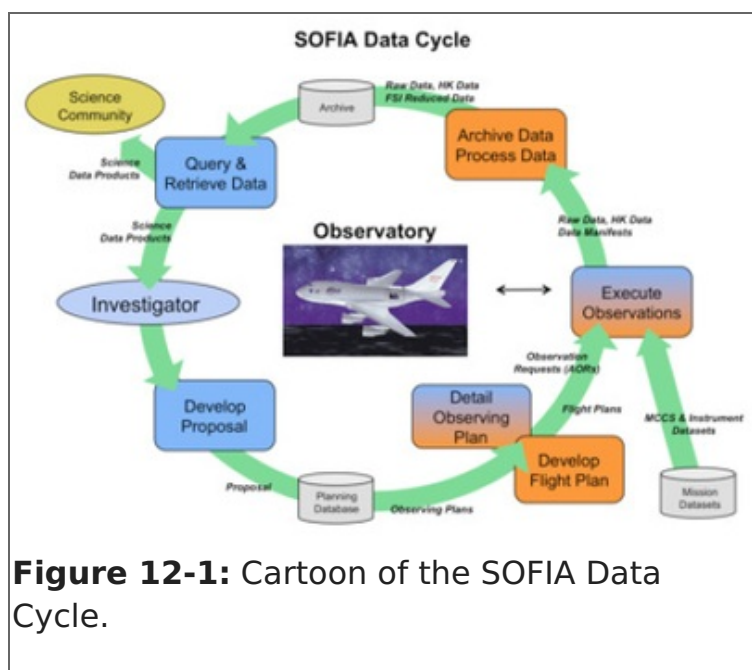 SOFIA Data Cycle
Science
Community
Archive
Raw Data, HK Data
FSI Reduced Data
Archive Data
Process Data
Query &
Retrieve Data
Science
Data Products
Science
Data Products
Raw Data, HK Data
Data Manifests
Observatory
Investigator
Execute
Observations
Observation
Requests (AORs)
Develop
Proposal
Detail
Observing
Plan
Flight Plans
MCCS & Instrument
Datasets
Develop
Flight Plan
Proposal
Planning
Database
Observing Plans
Mission
Datasets
Figure 12-1: Cartoon of the SOFIA Data
Cycle.